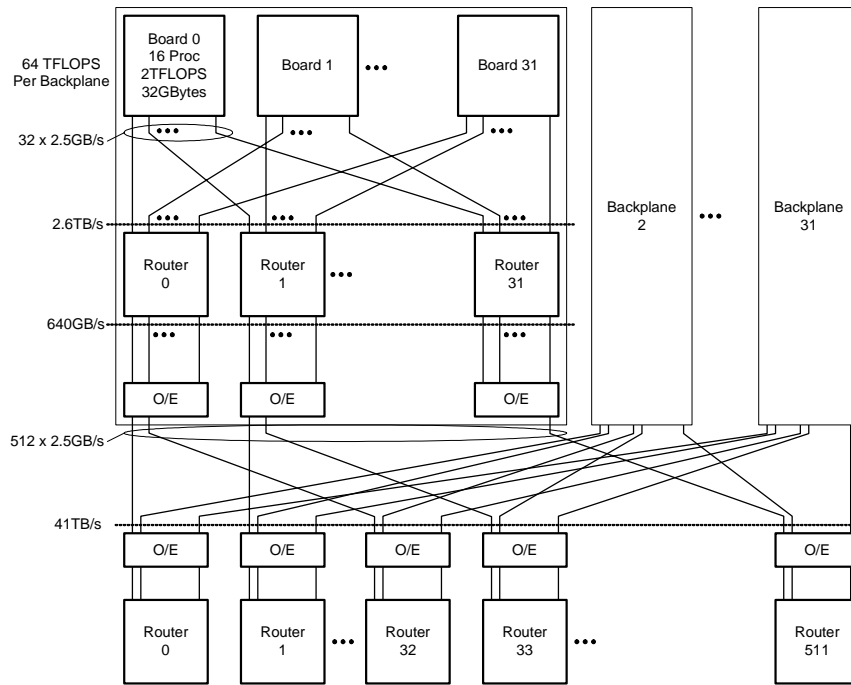 64 TFLOPS
Per Backplane
Board 0
16 Proc
2TFLOPS
32GBytes
Board 1
•••
Board 31
32 x 2.5GB/s
•••
•••
•••
2.6TB/s
•••
•••
•••
Router
0
Router
1
•••
Router
31
Backplane
2
•••
Backplane
31
640GB/s
•••
•••
•••
O/E
O/E
O/E
512 x 2.5GB/s
41TB/s
O/E
O/E
O/E
O/E
O/E
Router
0
Router
1
•••
Router
32
Router
33
•••
Router
511